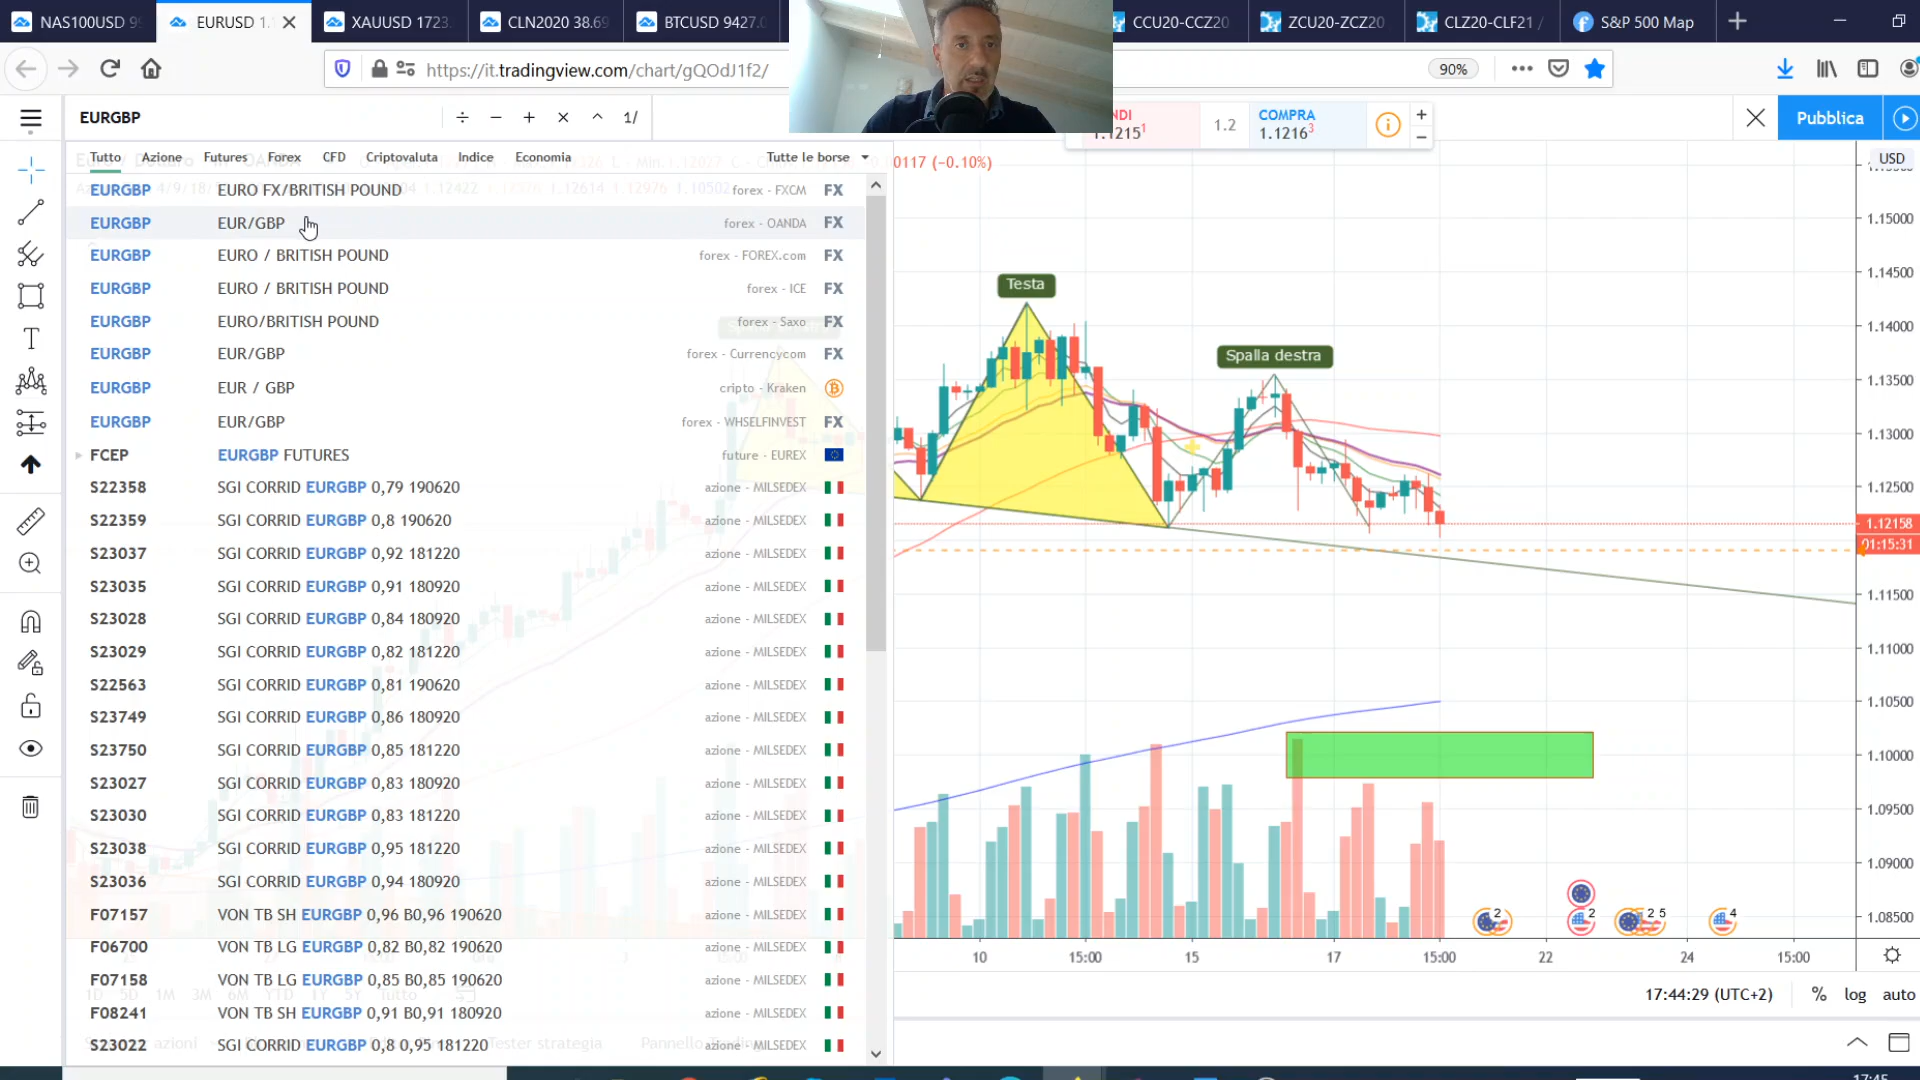 NAS100USD 99
EURUSD 1.
XAUUSD 1723.
CLN2020 38.69
BTCUSD 9427.0
CCU20-CCZ20
ZCU20-ZCZ20
CLZ20-CLF21 /
S&P 500 Map
https://it.tradingview.com/chart/gQOdJ1f2/
90%
EURGBP
÷ − + × ^ 1/
1.1215¹
1.2
COMPRA
1.1216³
Pubblica
Tutto Azione Futures Forex CFD Criptovaluta Indice Economia Tutte le borse
0117 (−0.10%)
USD
EURGBP EURO FX/BRITISH POUND forex - FXCM FX
EURGBP EUR/GBP forex - OANDA FX
EURGBP EURO / BRITISH POUND forex - FOREX.com FX
EURGBP EURO / BRITISH POUND forex - ICE FX
EURGBP EURO/BRITISH POUND forex - Saxo FX
EURGBP EUR/GBP forex - Currencycom FX
EURGBP EUR / GBP cripto - Kraken
EURGBP EUR/GBP forex - WHSELFINVEST FX
FCEP EURGBP FUTURES future - EUREX
S22358 SGI CORRID EURGBP 0,79 190620 azione - MILSEDEX
S22359 SGI CORRID EURGBP 0,8 190620 azione - MILSEDEX
S23037 SGI CORRID EURGBP 0,92 181220 azione - MILSEDEX
S23035 SGI CORRID EURGBP 0,91 180920 azione - MILSEDEX
S23028 SGI CORRID EURGBP 0,84 180920 azione - MILSEDEX
S23029 SGI CORRID EURGBP 0,82 181220 azione - MILSEDEX
S22563 SGI CORRID EURGBP 0,81 190620 azione - MILSEDEX
S23749 SGI CORRID EURGBP 0,86 180920 azione - MILSEDEX
S23750 SGI CORRID EURGBP 0,85 181220 azione - MILSEDEX
S23027 SGI CORRID EURGBP 0,83 180920 azione - MILSEDEX
S23030 SGI CORRID EURGBP 0,83 181220 azione - MILSEDEX
S23038 SGI CORRID EURGBP 0,95 181220 azione - MILSEDEX
S23036 SGI CORRID EURGBP 0,94 180920 azione - MILSEDEX
F07157 VON TB SH EURGBP 0,96 B0,96 190620 azione - MILSEDEX
F06700 VON TB LG EURGBP 0,82 B0,82 190620 azione - MILSEDEX
F07158 VON TB LG EURGBP 0,85 B0,85 190620 azione - MILSEDEX
F08241 VON TB SH EURGBP 0,91 B0,91 180920 azione - MILSEDEX
S23022 SGI CORRID EURGBP 0,8 0,95 181220 azione - MILSEDEX
Testa
Spalla destra
1.15000
1.14500
1.14000
1.13500
1.13000
1.12500
1.12158
01:15:31
1.11500
1.11000
1.10500
1.10000
1.09500
1.09000
1.08500
2 2 2 5 4
10 15:00 15 17 15:00 22 24 15:00
17:44:29 (UTC+2) % log auto